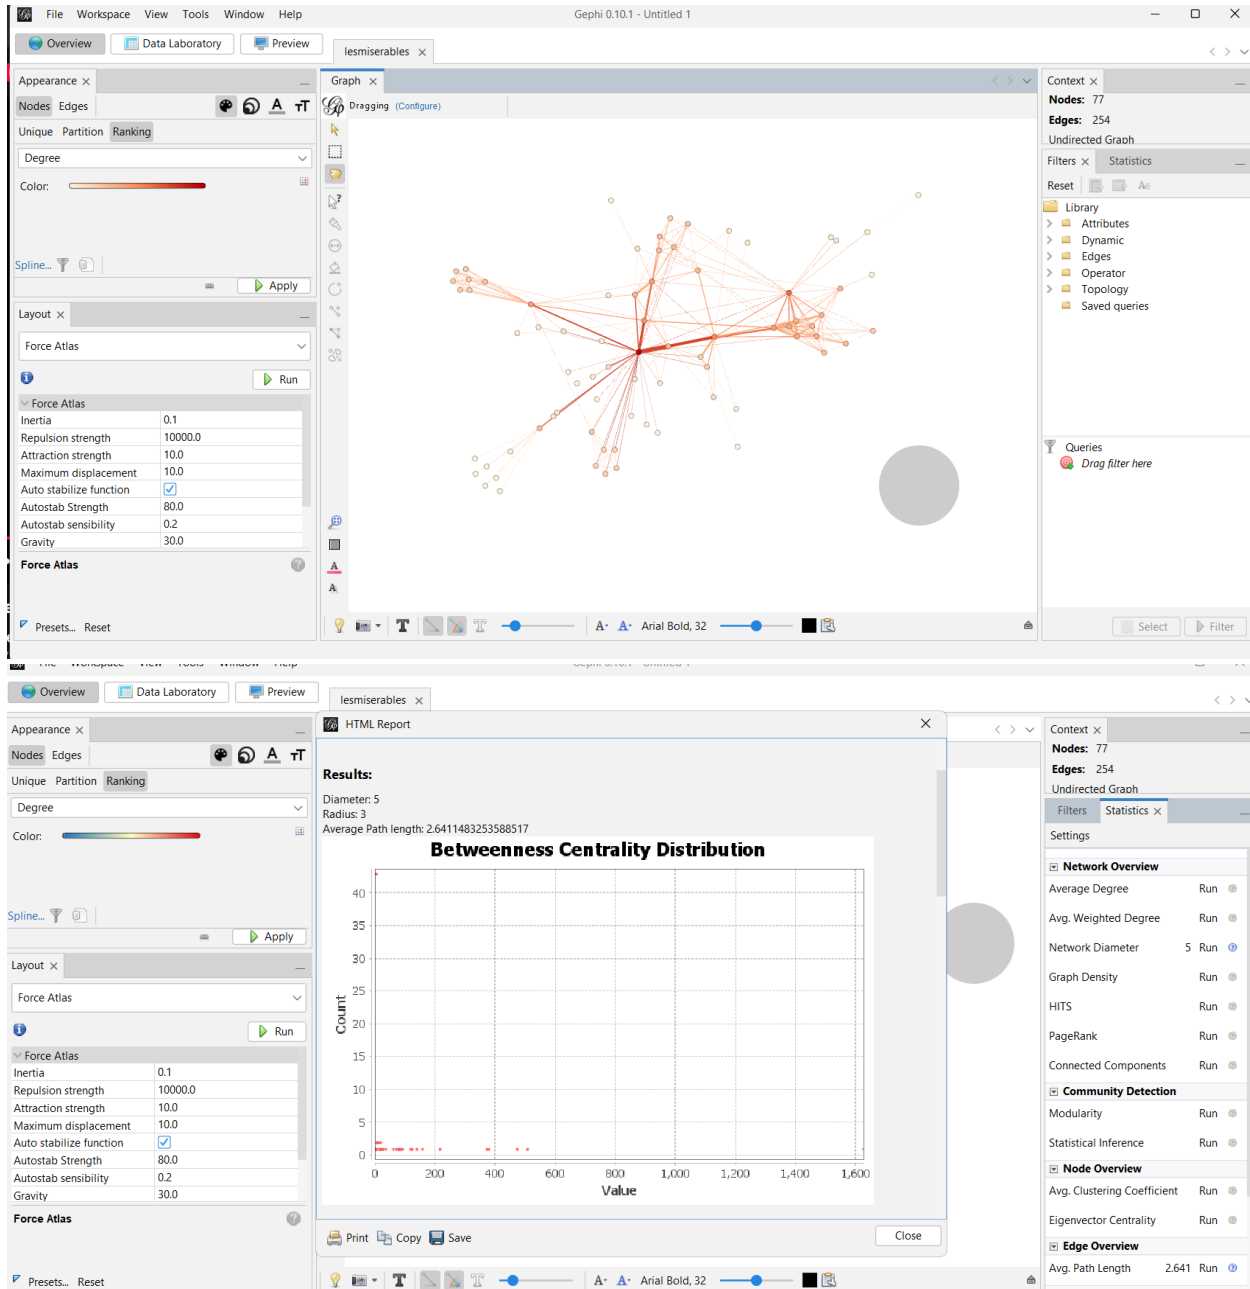 File Workspace View Tools Window Help Gephi 0.10.1 - Untitled 1
Overview Data Laboratory Preview lesmiserables
Appearance
Nodes Edges
Unique Partition Ranking
Degree
Color:
Spline...
Apply
Layout
Force Atlas
Run
Force Atlas
Inertia 0.1
Repulsion strength 10000.0
Attraction strength 10.0
Maximum displacement 10.0
Auto stabilize function
Autostab Strength 80.0
Autostab sensibility 0.2
Gravity 30.0
Force Atlas
Presets... Reset
Graph
Dragging (Configure)
Arial Bold, 32
Context
Nodes: 77
Edges: 254
Undirected Graph
Filters Statistics
Reset
Library
Attributes
Dynamic
Edges
Operator
Topology
Saved queries
Queries
Drag filter here
Select Filter
File Workspace View Tools Window Help Gephi 0.10.1 - Untitled 1
Overview Data Laboratory Preview lesmiserables
Appearance
Nodes Edges
Unique Partition Ranking
Degree
Color:
Spline...
Apply
Layout
Force Atlas
Run
Force Atlas
Inertia 0.1
Repulsion strength 10000.0
Attraction strength 10.0
Maximum displacement 10.0
Auto stabilize function
Autostab Strength 80.0
Autostab sensibility 0.2
Gravity 30.0
Force Atlas
Presets... Reset
HTML Report
Results:
Diameter: 5
Radius: 3
Average Path length: 2.6411483253588517
Betweenness Centrality Distribution
40
35
30
25
20
15
10
5
0
Count
0 200 400 600 800 1,000 1,200 1,400 1,600
Value
Print Copy Save Close
Arial Bold, 32
Context
Nodes: 77
Edges: 254
Undirected Graph
Filters Statistics
Settings
Network Overview
Average Degree Run
Avg. Weighted Degree Run
Network Diameter 5 Run
Graph Density Run
HITS Run
PageRank Run
Connected Components Run
Community Detection
Modularity Run
Statistical Inference Run
Node Overview
Avg. Clustering Coefficient Run
Eigenvector Centrality Run
Edge Overview
Avg. Path Length 2.641 Run